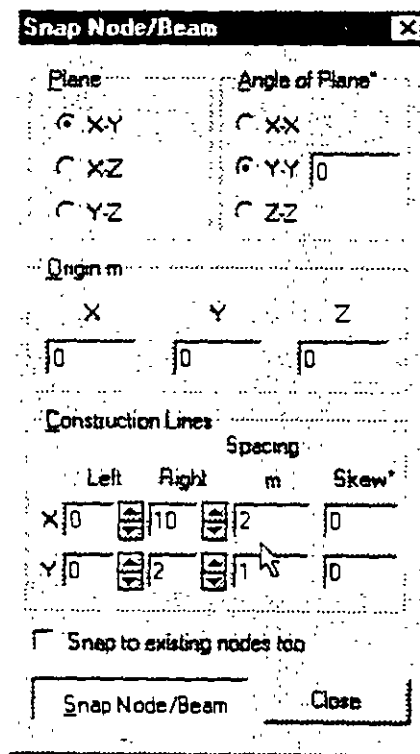 Snap Node/Beam
Plane Angle of Plane°
X-Y X-X
X-Z Y-Y 0
Y-Z Z-Z
Origin m
X Y Z
0 0 0
Construction Lines
Spacing
Left Right m Skew°
X 0 10 2 0
Y 0 2 1 0
Snap to existing nodes too
Snap Node/Beam Close